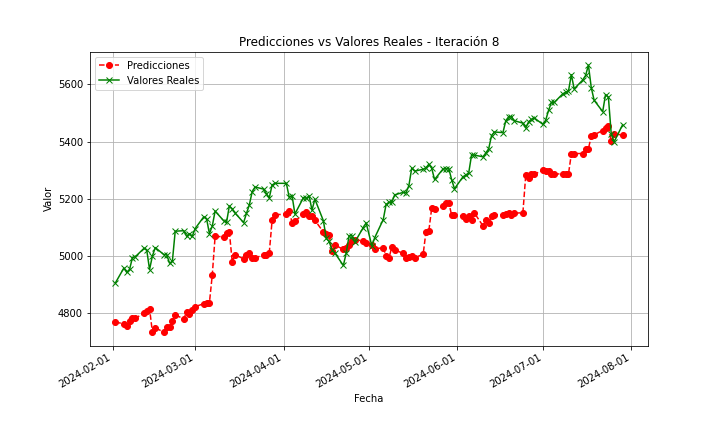 Predicciones vs Valores Reales - Iteración 8
Predicciones
Valores Reales
5600
5400
5200
5000
4800
Valor
2024-02-01
2024-03-01
2024-04-01
2024-05-01
2024-06-01
2024-07-01
2024-08-01
Fecha